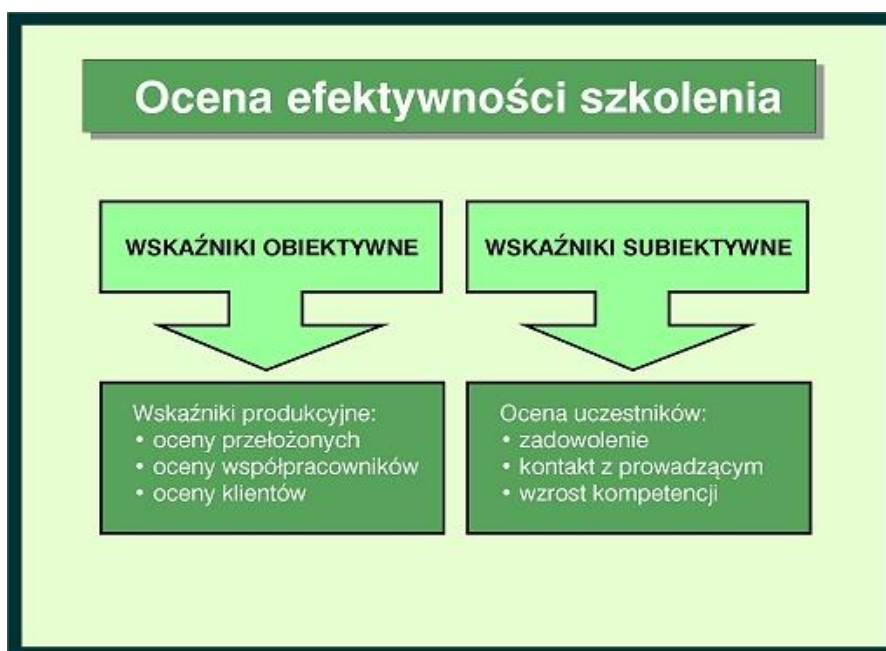 Ocena efektywności szkolenia
WSKAŹNIKI OBIEKTYWNE
WSKAŹNIKI SUBIEKTYWNE
Wskaźniki produkcyjne:
• oceny przełożonych
• oceny współpracowników
• oceny klientów
Ocena uczestników:
• zadowolenie
• kontakt z prowadzącym
• wzrost kompetencji